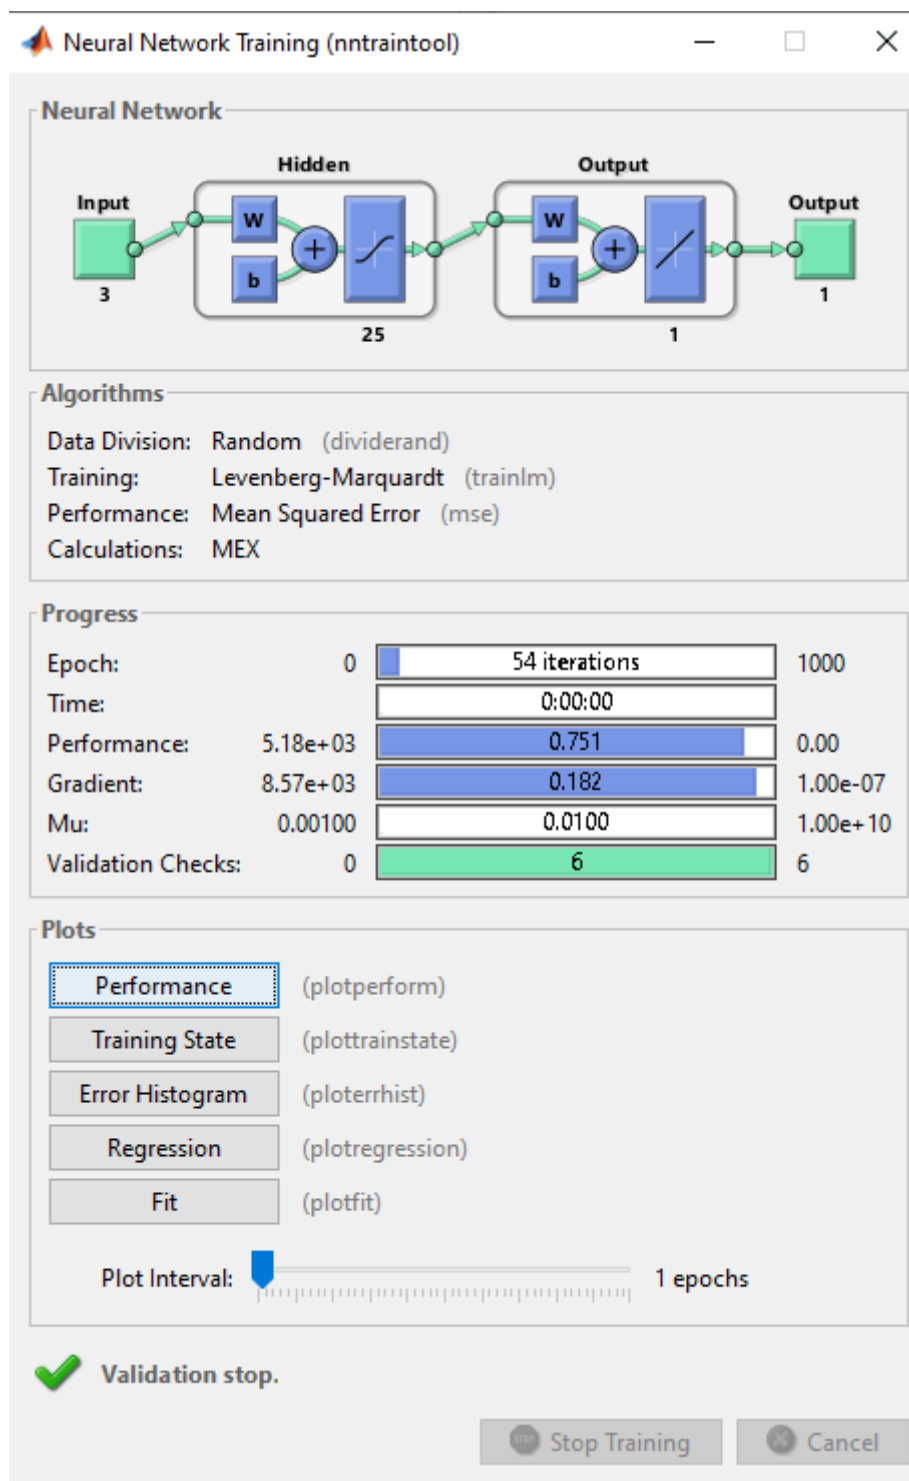 Neural Network Training (nntraintool)
Neural Network
Hidden
Output
Input
Output
W
W
b
b
3
1
25
1
Algorithms
Data Division: Random (dividerand)
Training: Levenberg-Marquardt (trainlm)
Performance: Mean Squared Error (mse)
Calculations: MEX
Progress
Epoch: 0 54 iterations 1000
Time: 0:00:00
Performance: 5.18e+03 0.751 0.00
Gradient: 8.57e+03 0.182 1.00e-07
Mu: 0.00100 0.0100 1.00e+10
Validation Checks: 0 6 6
Plots
Performance (plotperform)
Training State (plottrainstate)
Error Histogram (ploterrhist)
Regression (plotregression)
Fit (plotfit)
Plot Interval: 1 epochs
Validation stop.
STOP Stop Training Cancel